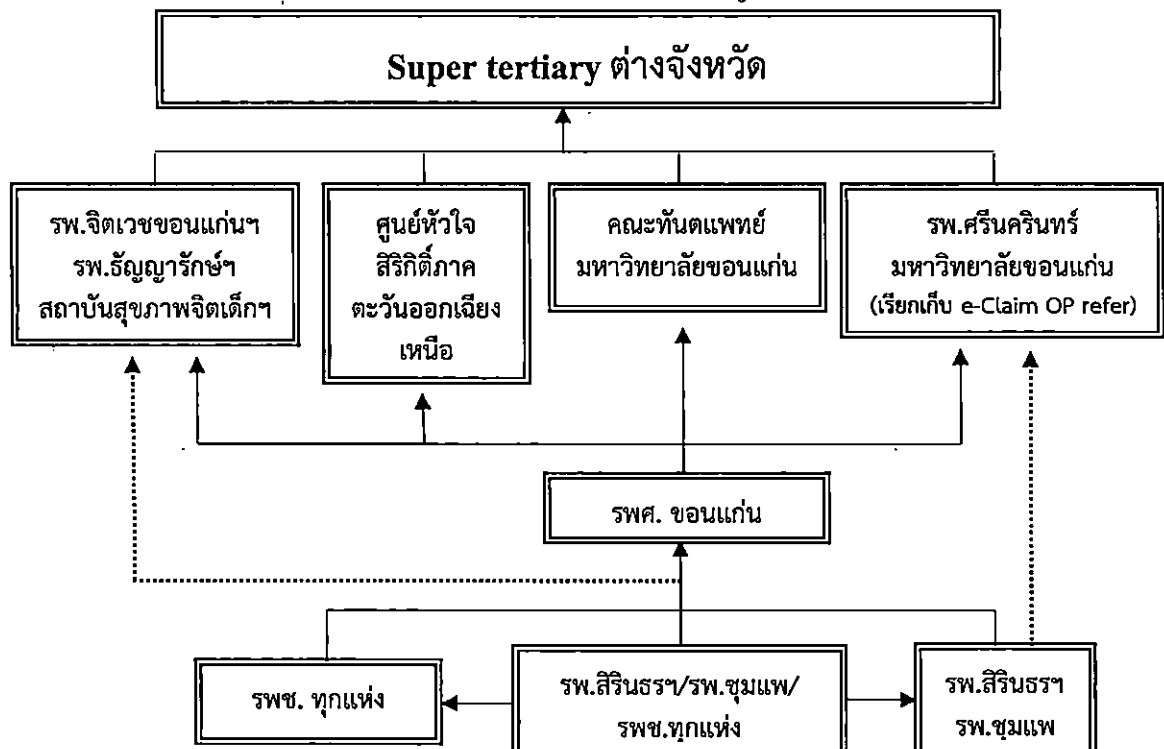 Super tertiary ต่างจังหวัด
รพ.จิตเวชขอนแก่นฯ
รพ.ธัญญารักษ์ฯ
สถาบันสุขภาพจิตเด็กฯ
ศูนย์หัวใจ
สิริกิติ์ภาค
ตะวันออกเฉียง
เหนือ
คณะทันตแพทย์
มหาวิทยาลัยขอนแก่น
รพ.ศรีนครินทร์
มหาวิทยาลัยขอนแก่น
(เรียกเก็บ e-Claim OP refer)
รพศ. ขอนแก่น
รพช. ทุกแห่ง
รพ.สิรินธรฯ/รพ.ชุมแพ/
รพช.ทุกแห่ง
รพ.สิรินธรฯ
รพ.ชุมแพ